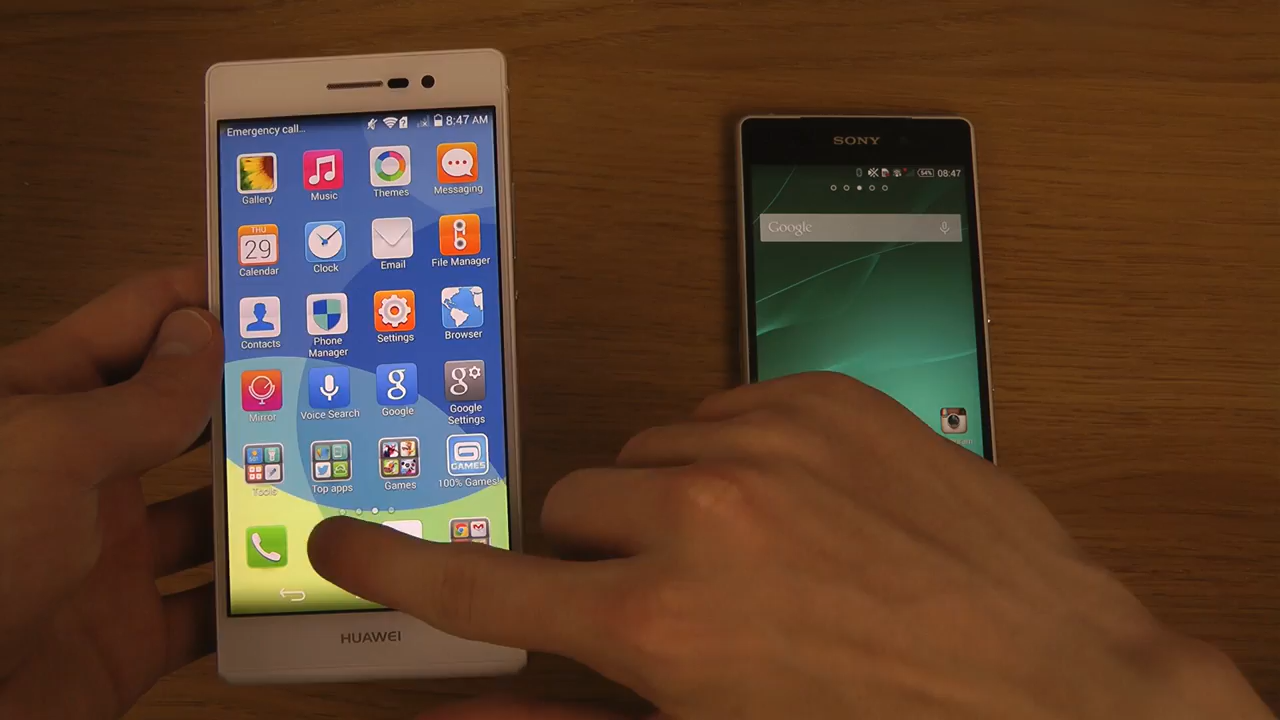 Emergency call...
8:47 AM
Gallery
Music
Themes
Messaging
THU
29
Calendar
Clock
Email
File Manager
Contacts
Phone
Manager
Settings
Browser
Mirror
Voice Search
g
Google
g
Google
Settings
Tools
Top apps
Games
G
GAMES
100% Games!
HUAWEI
SONY
54%
08:47
Google